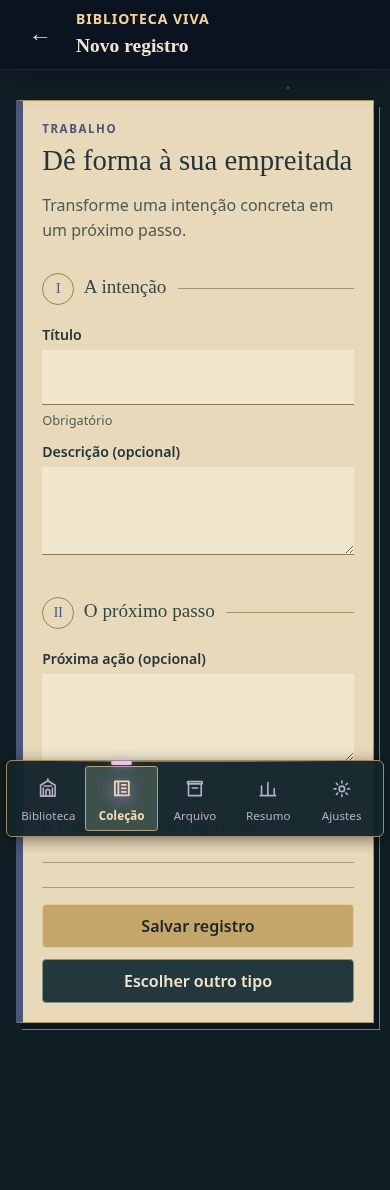 ←
BIBLIOTECA VIVA
Novo registro
TRABALHO
Dê forma à sua empreitada
Transforme uma intenção concreta em
um próximo passo.
I
A intenção
Título
Obrigatório
Descrição (opcional)
II
O próximo passo
Próxima ação (opcional)
Biblioteca
Coleção
Arquivo
Resumo
Ajustes
Salvar registro
Escolher outro tipo